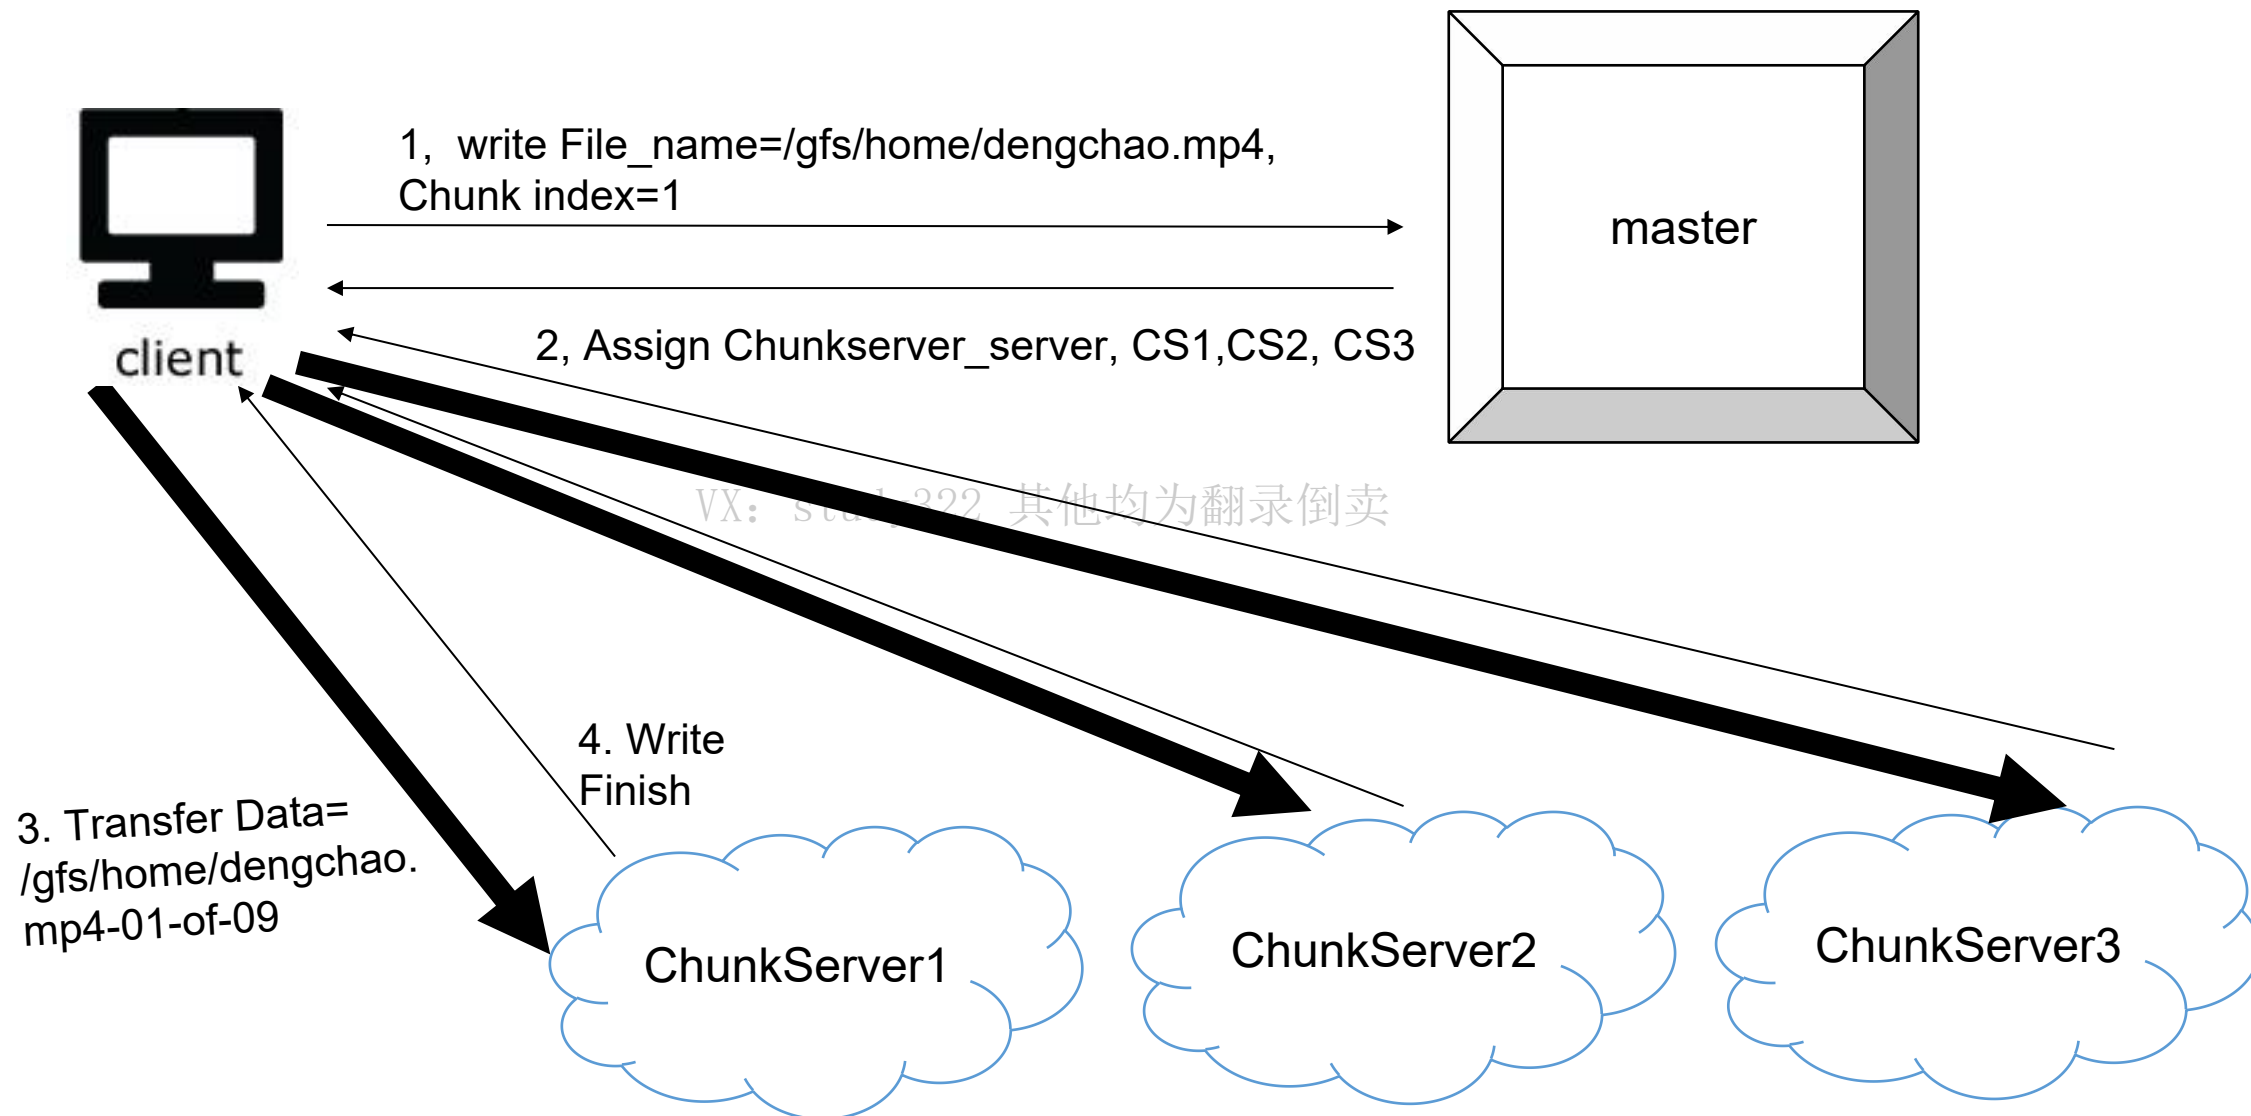 1,  write File_name=/gfs/home/dengchao.mp4,
Chunk index=1
master
client
2, Assign Chunkserver_server, CS1,CS2, CS3
VX: study322 其他均为翻录倒卖
4. Write
Finish
3. Transfer Data=
/gfs/home/dengchao.
mp4-01-of-09
ChunkServer1
ChunkServer2
ChunkServer3